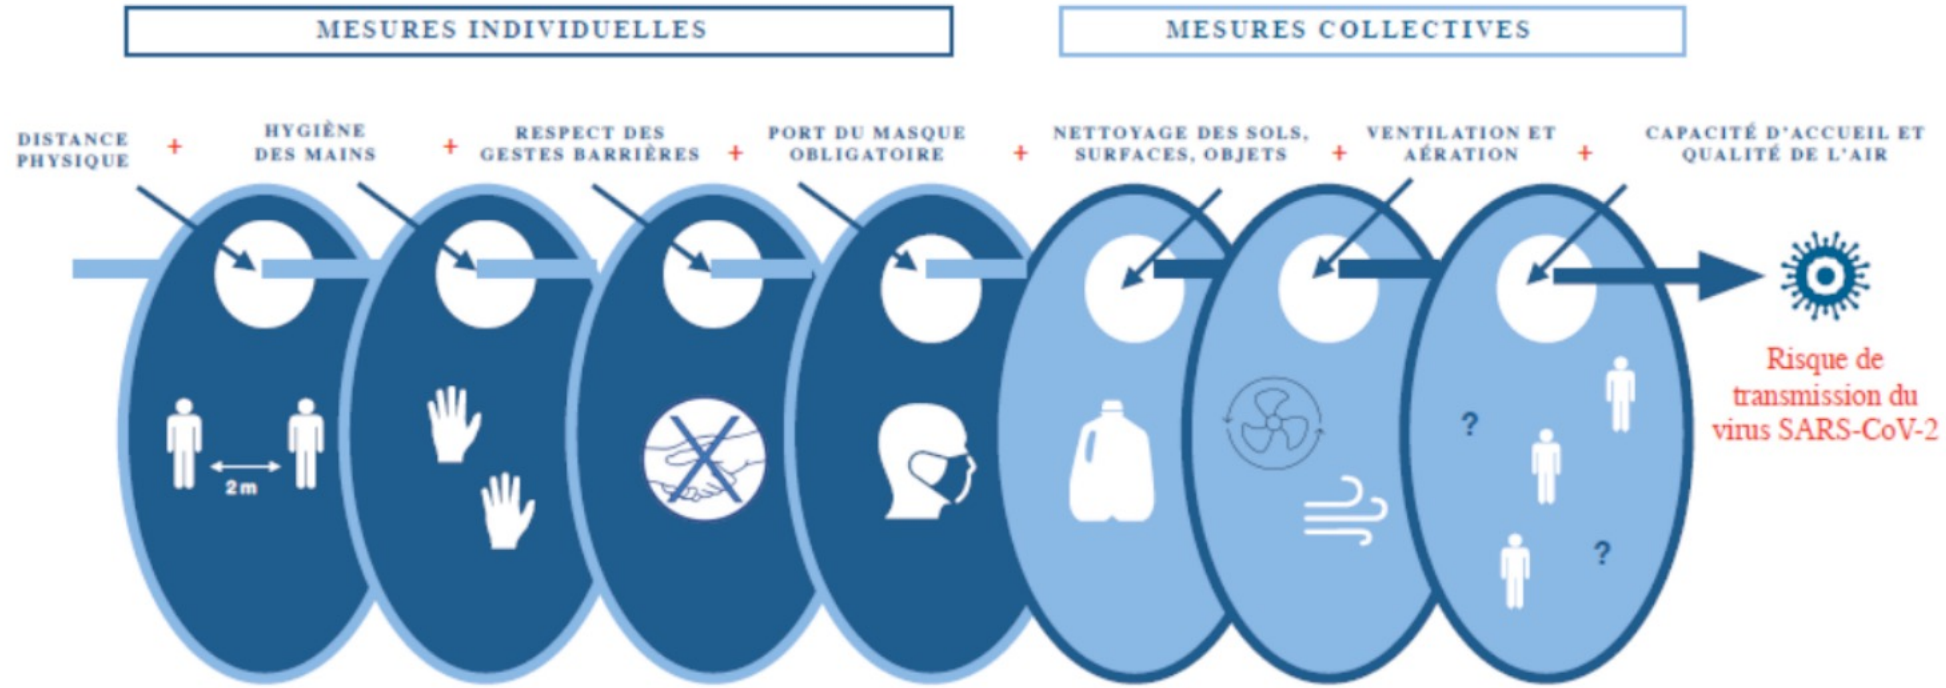 MESURES INDIVIDUELLES
MESURES COLLECTIVES
DISTANCE
PHYSIQUE
+
HYGIÈNE
DES MAINS
+
RESPECT DES
GESTES BARRIÈRES
+
PORT DU MASQUE
OBLIGATOIRE
+
NETTOYAGE DES SOLS,
SURFACES, OBJETS
+
VENTILATION ET
AÉRATION
+
CAPACITÉ D'ACCUEIL ET
QUALITÉ DE L'AIR
2 m
?
?
Risque de
transmission du
virus SARS-CoV-2